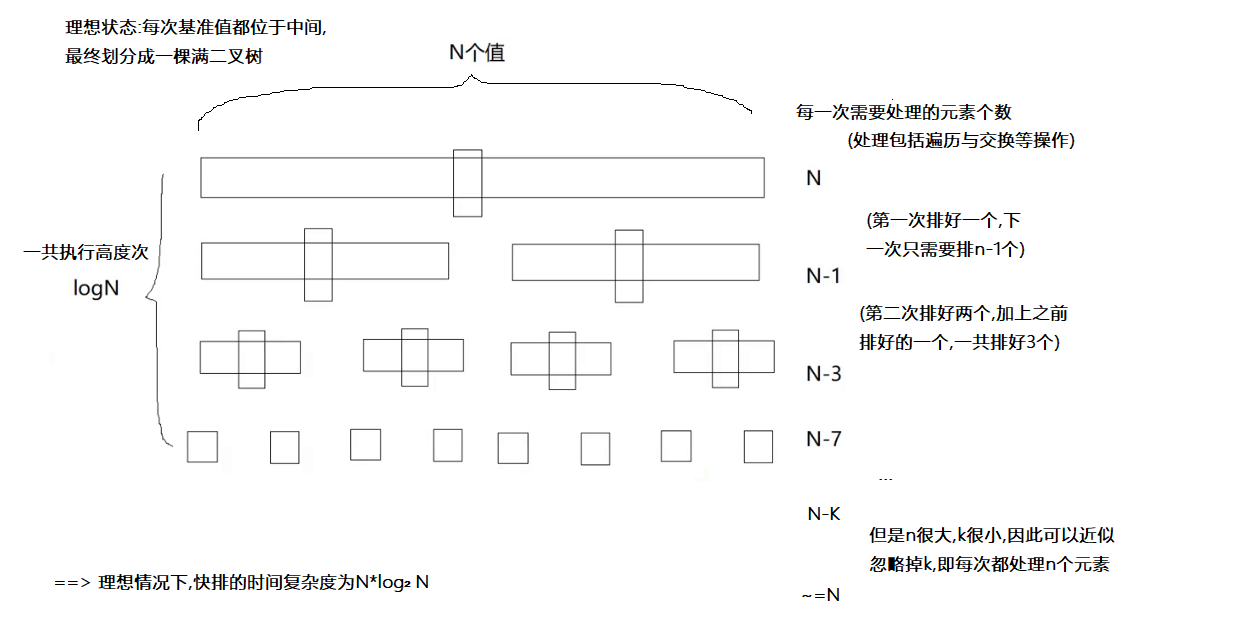 理想状态:每次基准值都位于中间,
最终划分成一棵满二叉树
N个值
每一次需要处理的元素个数
(处理包括遍历与交换等操作)
N
(第一次排好一个,下
一次只需要排n-1个)
一共执行高度次
logN
N-1
(第二次排好两个,加上之前
排好的一个,一共排好3个)
N-3
N-7
...
N-K
但是n很大,k很小,因此可以近似
忽略掉k,即每次都处理n个元素
==> 理想情况下,快排的时间复杂度为N*log₂ N
~=N